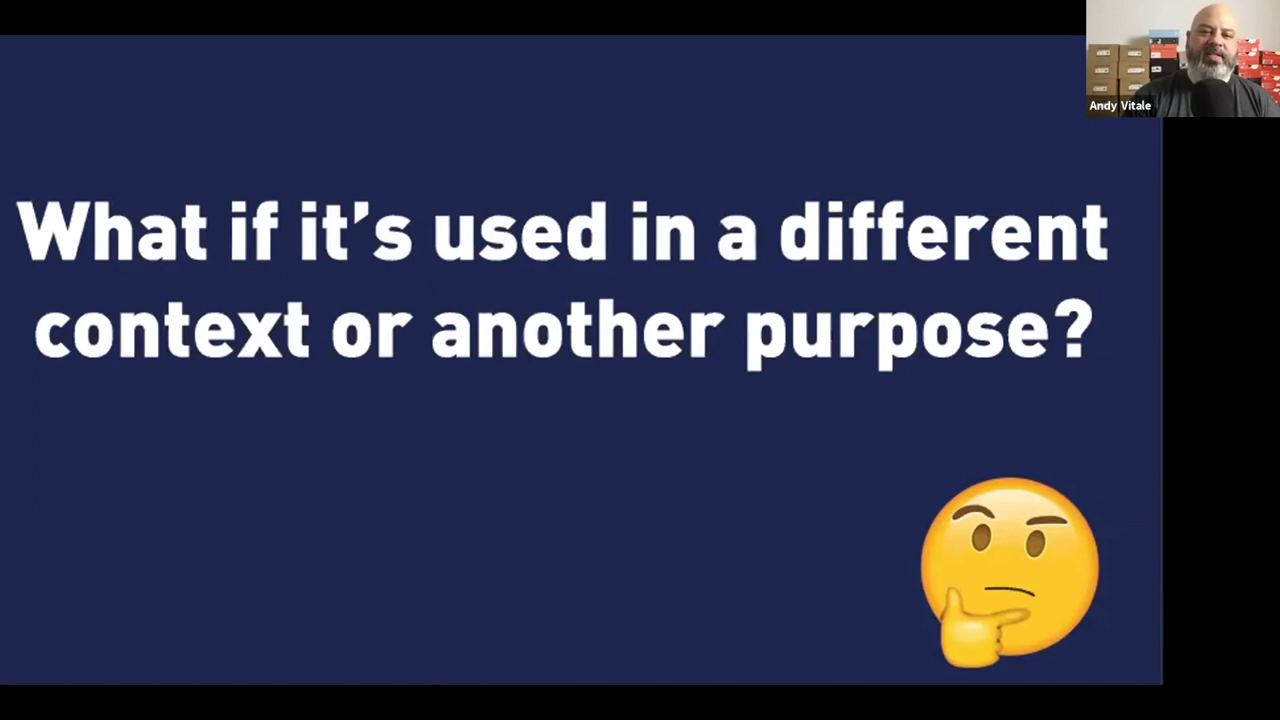 Andy Vitale
What if it’s used in a different
context or another purpose?